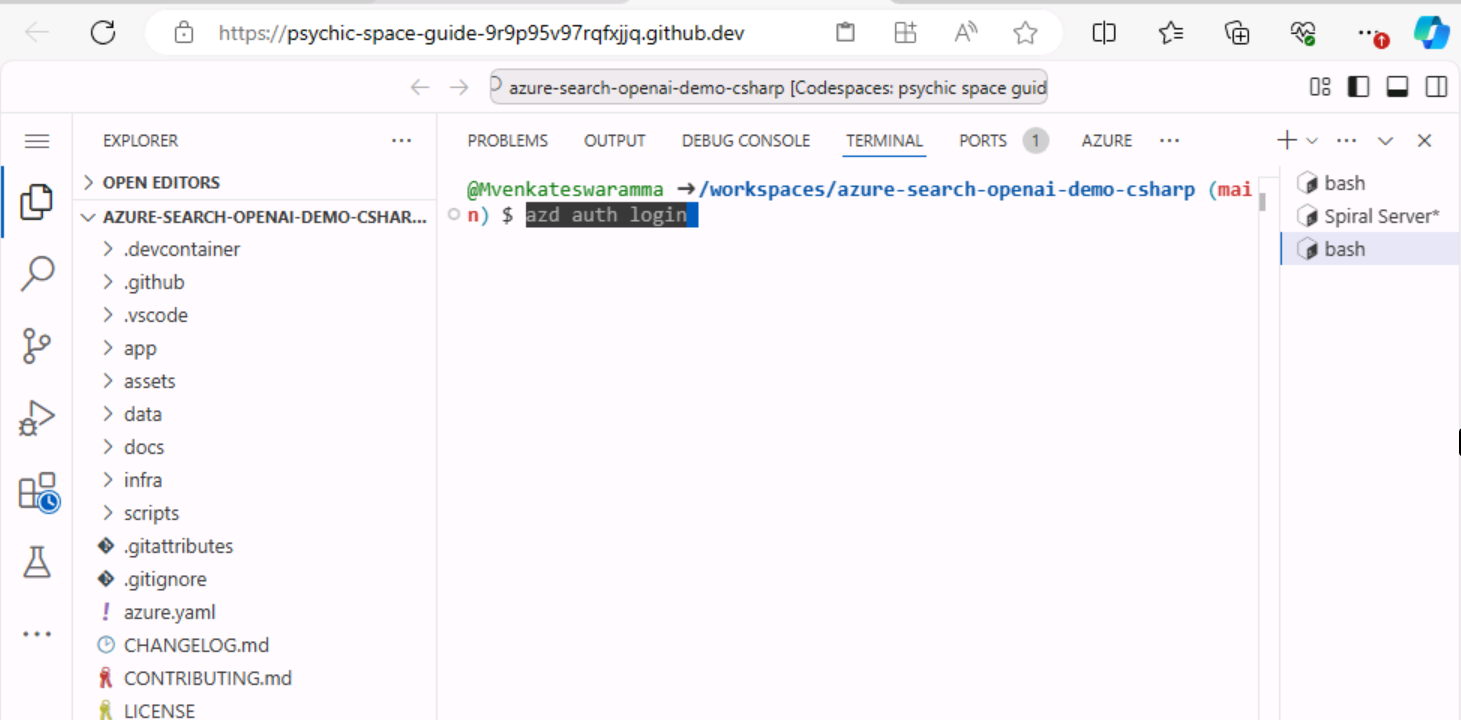 https://psychic-space-guide-9r9p95v97rqfxjjq.github.dev
azure-search-openai-demo-csharp [Codespaces: psychic space guid
EXPLORER
OPEN EDITORS
AZURE-SEARCH-OPENAI-DEMO-CSHAR...
.devcontainer
.github
.vscode
app
assets
data
docs
infra
scripts
.gitattributes
.gitignore
azure.yaml
CHANGELOG.md
CONTRIBUTING.md
LICENSE
PROBLEMS OUTPUT DEBUG CONSOLE TERMINAL PORTS 1 AZURE
@Mvenkateswaramma ➜/workspaces/azure-search-openai-demo-csharp (mai
n) $ azd auth login
bash
Spiral Server*
bash